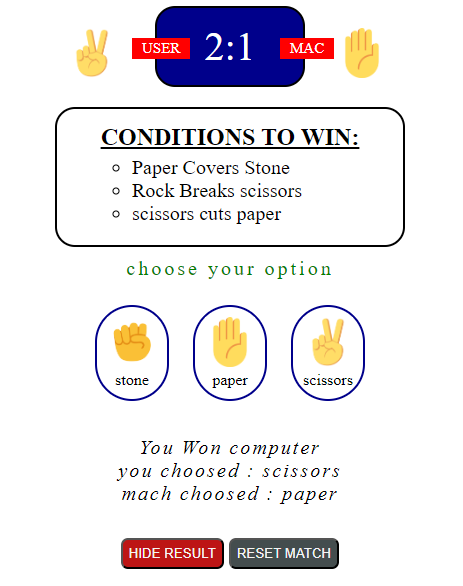 USER 2:1 MAC
CONDITIONS TO WIN:
Paper Covers Stone
Rock Breaks scissors
scissors cuts paper
choose your option
stone paper scissors
You Won computer
you choosed : scissors
mach choosed : paper
HIDE RESULT RESET MATCH